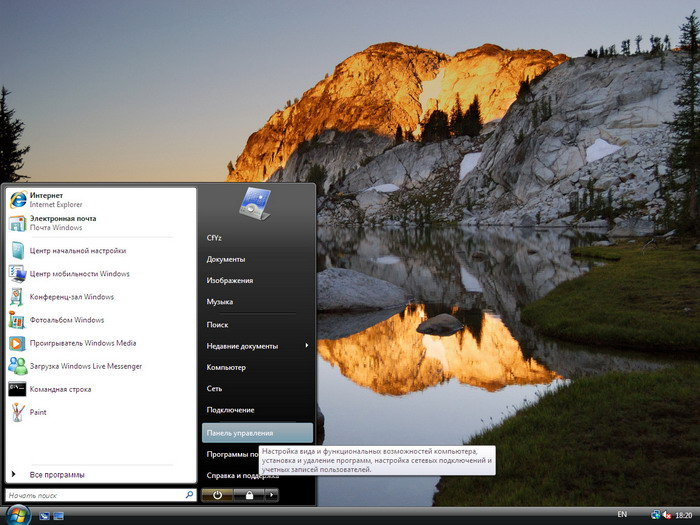 Интернет
Internet Explorer
Электронная почта
Почта Windows
Центр начальной настройки
Центр мобильности Windows
Конференц-зал Windows
Фотоальбом Windows
Проигрыватель Windows Media
Загрузка Windows Live Messenger
Командная строка
Paint
Все программы
Начать поиск
CfYz
Документы
Изображения
Музыка
Поиск
Недавние документы
Компьютер
Сеть
Подключение
Панель управления
Программы по
Справка и поддержка
Настройка вида и функциональных возможностей компьютера,
установка и удаление программ, настройка сетевых подключений и
учетных записей пользователей.
EN
18:20